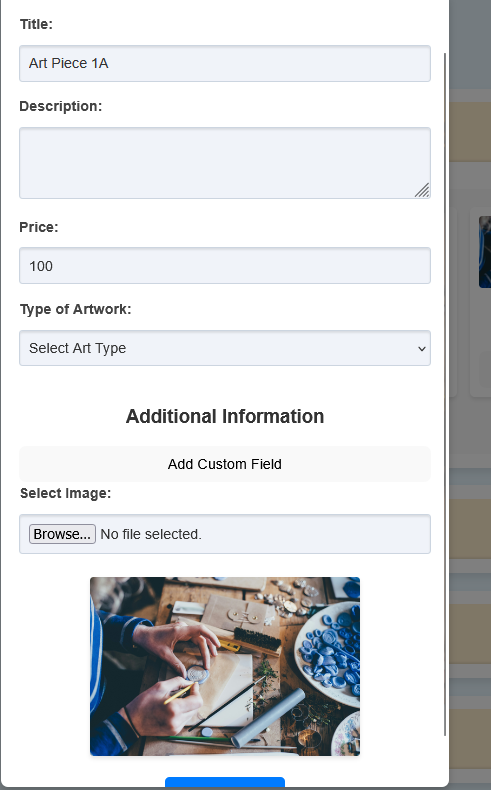 Title:
Art Piece 1A
Description:
Price:
100
Type of Artwork:
Select Art Type
Additional Information
Add Custom Field
Select Image:
Browse... No file selected.